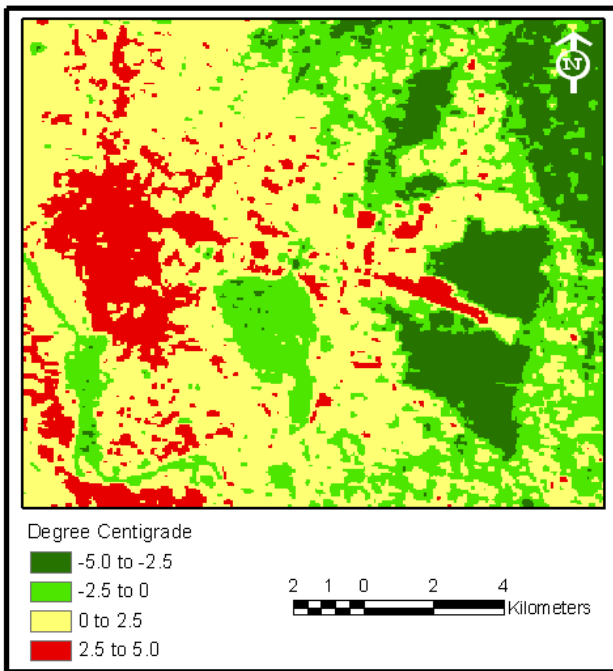 N
Degree Centigrade
-5.0 to -2.5
-2.5 to 0
0 to 2.5
2.5 to 5.0
2 1 0 2 4
Kilometers